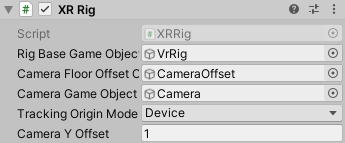 XR Rig
Script XRRig
Rig Base Game Objec VrRig
Camera Floor Offset C CameraOffset
Camera Game Object Camera
Tracking Origin Mode Device
Camera Y Offset 1